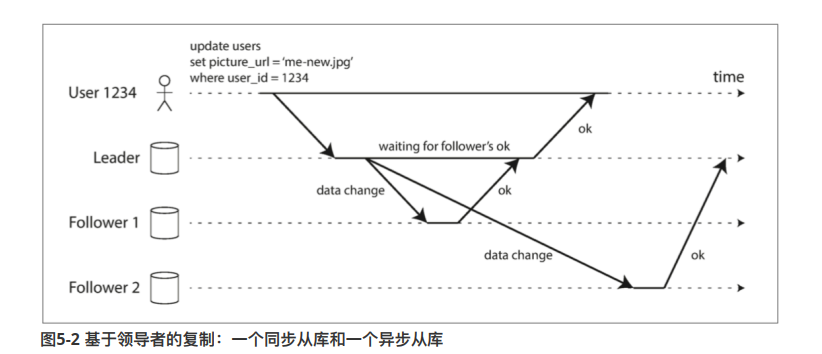 update users
set picture_url = ‘me-new.jpg’
where user_id = 1234
time
User 1234
ok
waiting for follower’s ok
Leader
data change
ok
Follower 1
data change
ok
Follower 2
图5-2 基于领导者的复制：一个同步从库和一个异步从库